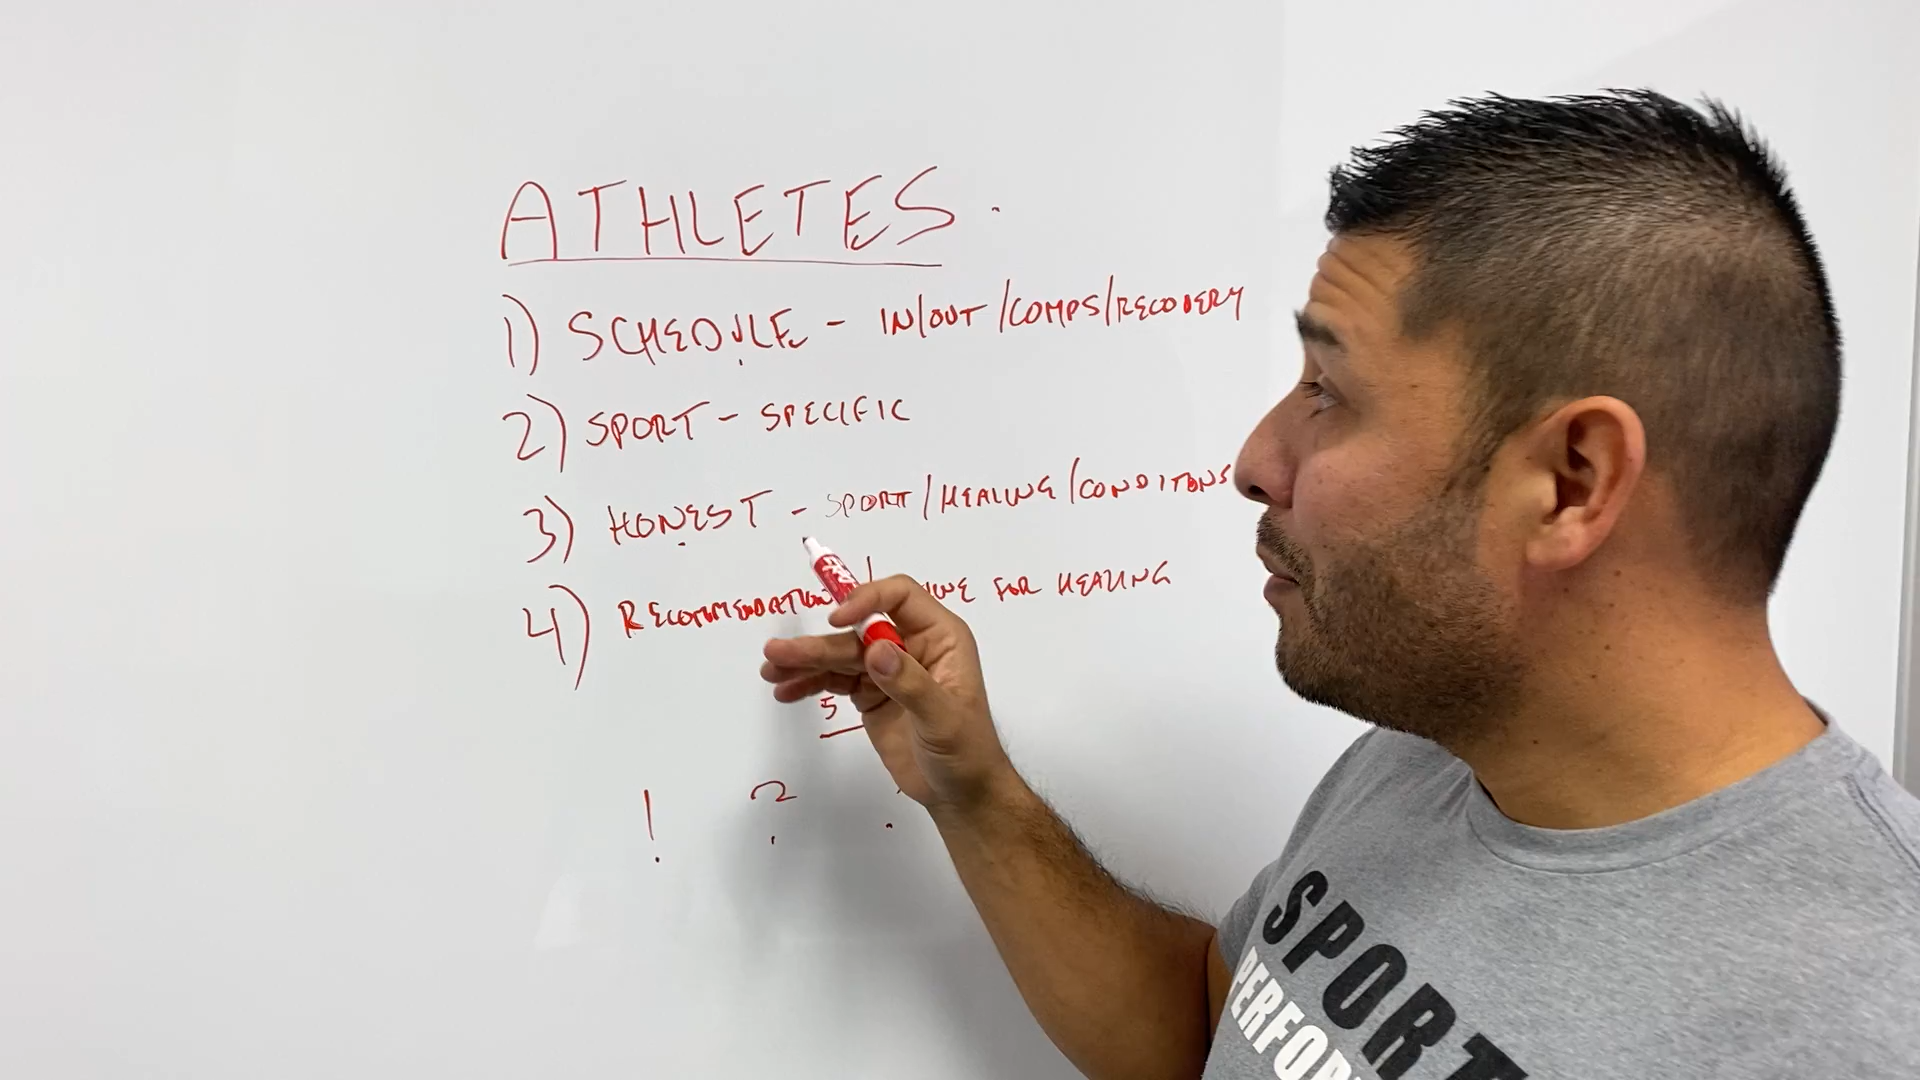 ATHLETES.
1) SCHEDULE - IN/OUT/COMPS/RECOVERY
2) SPORT - SPECIFIC
3) HONEST - SPORT/HEALING/CONDITONS
4) RECOMMENDATION / FOR HEALING
5
! ?
SPORT
PERFOR